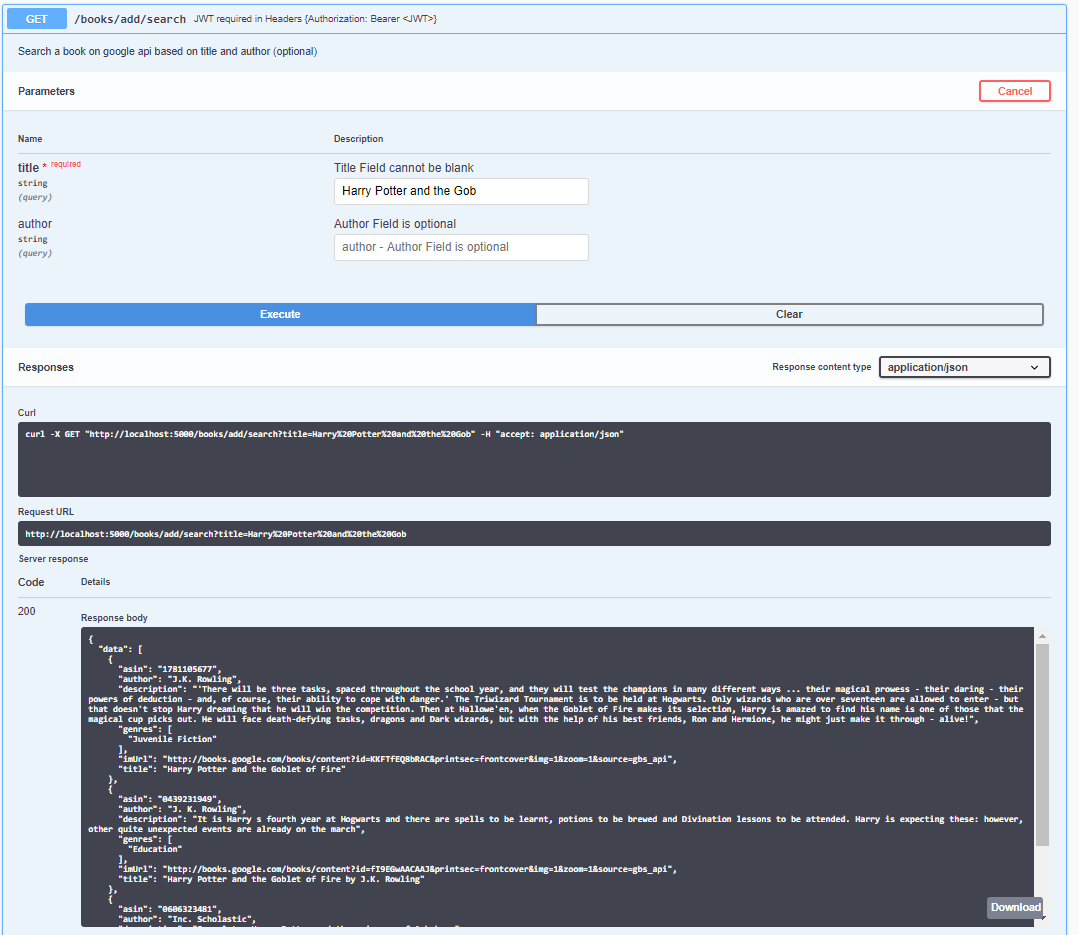 GET /books/add/search JWT required in Headers {Authorization: Bearer <JWT>}
Search a book on google api based on title and author (optional)
Parameters Cancel
Name Description
title * required Title Field cannot be blank
string Harry Potter and the Gob
(query)
author Author Field is optional
string author - Author Field is optional
(query)
Execute Clear
Responses Response content type application/json
Curl
curl -X GET "http://localhost:5000/books/add/search?title=Harry%20Potter%20and%20the%20Gob" -H "accept: application/json"
Request URL
http://localhost:5000/books/add/search?title=Harry%20Potter%20and%20the%20Gob
Server response
Code Details
200
Response body
{
"data": [
{
"asin": "1781105677",
"author": "J.K. Rowling",
"description": "'There will be three tasks, spaced throughout the school year, and they will test the champions in many different ways ... their magical prowess - their daring - their
powers of deduction - and, of course, their ability to cope with danger.' The Triwizard Tournament is to be held at Hogwarts. Only wizards who are over seventeen are allowed to enter - but
that doesn't stop Harry dreaming that he will win the competition. Then at Hallowe'en, when the Goblet of Fire makes its selection, Harry is amazed to find his name is one of those that the
magical cup picks out. He will face death-defying tasks, dragons and Dark wizards, but with the help of his best friends, Ron and Hermione, he might just make it through - alive!",
"genres": [
"Juvenile Fiction"
],
"imUrl": "http://books.google.com/books/content?id=KKFTfEQ8bRAC&printsec=frontcover&img=1&zoom=1&source=gbs_api",
"title": "Harry Potter and the Goblet of Fire"
},
{
"asin": "0439231949",
"author": "J. K. Rowling",
"description": "It is Harry s fourth year at Hogwarts and there are spells to be learnt, potions to be brewed and Divination lessons to be attended. Harry is expecting these: however,
other quite unexpected events are already on the march",
"genres": [
"Education"
],
"imUrl": "http://books.google.com/books/content?id=fI9EGwAACAAJ&printsec=frontcover&img=1&zoom=1&source=gbs_api",
"title": "Harry Potter and the Goblet of Fire by J.K. Rowling"
},
{
"asin": "0606323481",
"author": "Inc. Scholastic",
Download